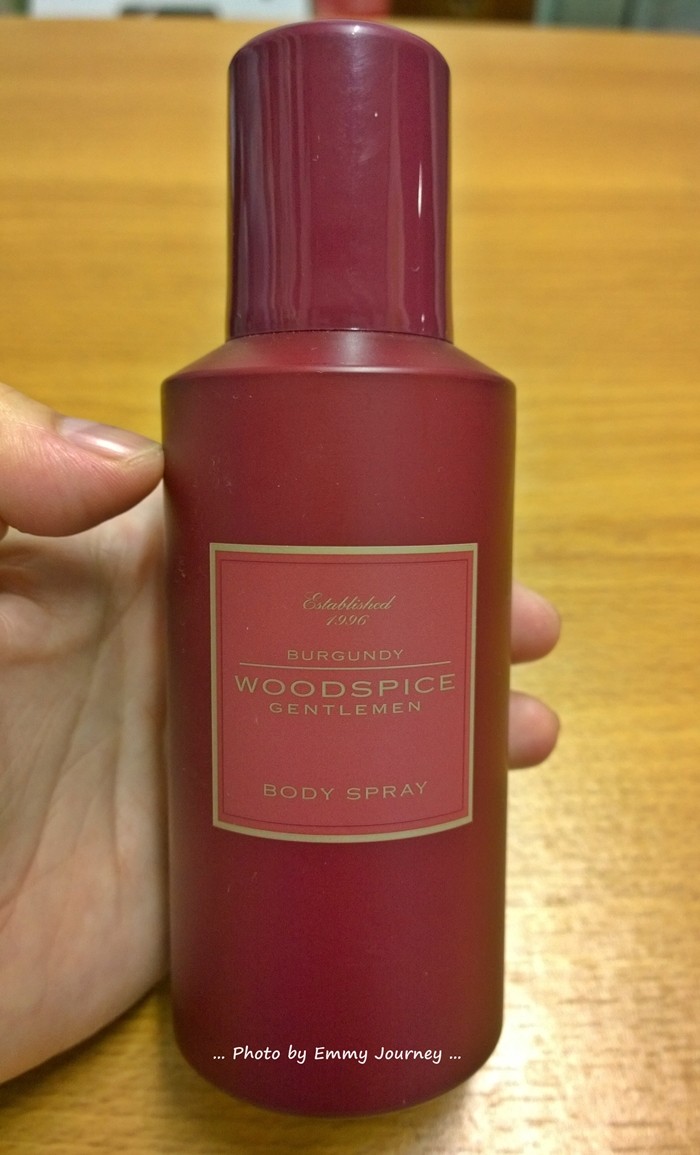 Established
1996
BURGUNDY
WOODSPICE
GENTLEMEN
BODY SPRAY
... Photo by Emmy Journey ...